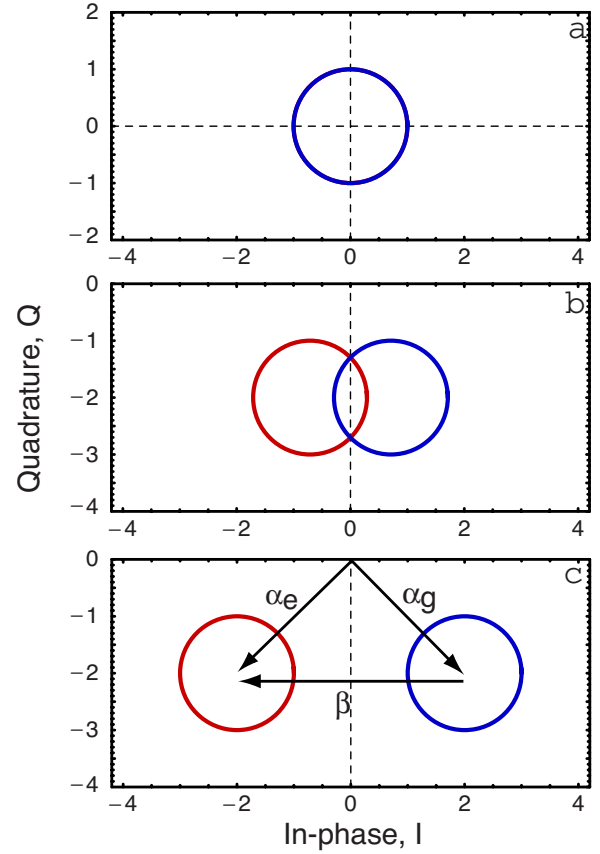 a
2
1
0
−1
−2
−4 −2 0 2 4
b
0
−1
−2
−3
−4
−4 −2 0 2 4
c
0
−1
−2
−3
−4
αe αg
β
−4 −2 0 2 4
In-phase, I
Quadrature, Q